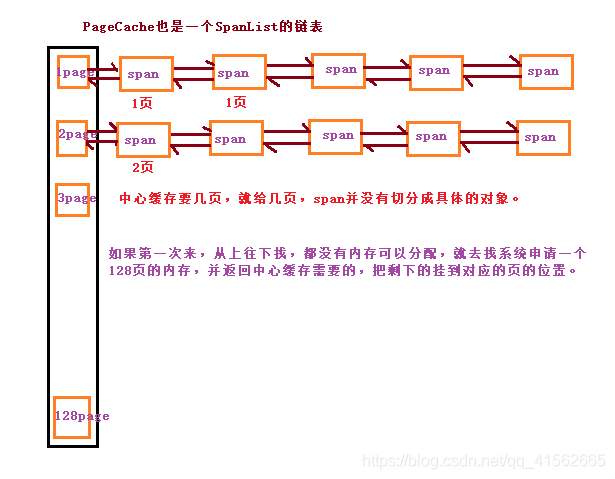 PageCache也是一个SpanList的链表
1page span span span span span
1页 1页
2page span span span span span
2页
3page 中心缓存要几页，就给几页，span并没有切分成具体的对象。
如果第一次来，从上往下找，都没有内存可以分配，就去找系统申请一个
128页的内存，并返回中心缓存需要的，把剩下的挂到对应的页的位置。
128page
https://blog.csdn.net/qq_41562665